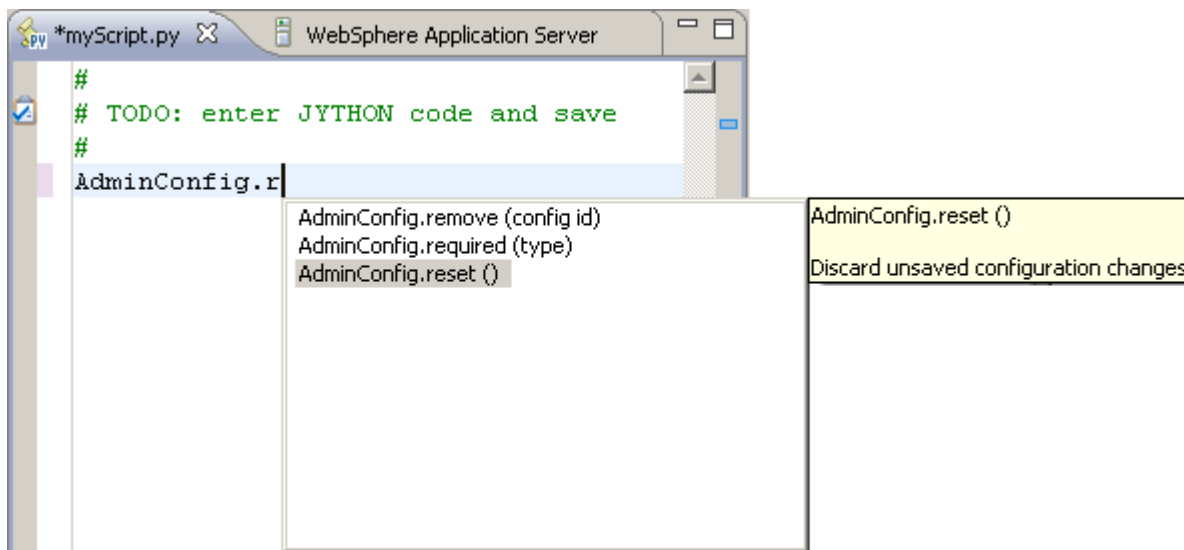 *myScript.py WebSphere Application Server
#
# TODO: enter JYTHON code and save
#
AdminConfig.r
AdminConfig.remove (config id)
AdminConfig.required (type)
AdminConfig.reset ()
AdminConfig.reset ()
Discard unsaved configuration changes